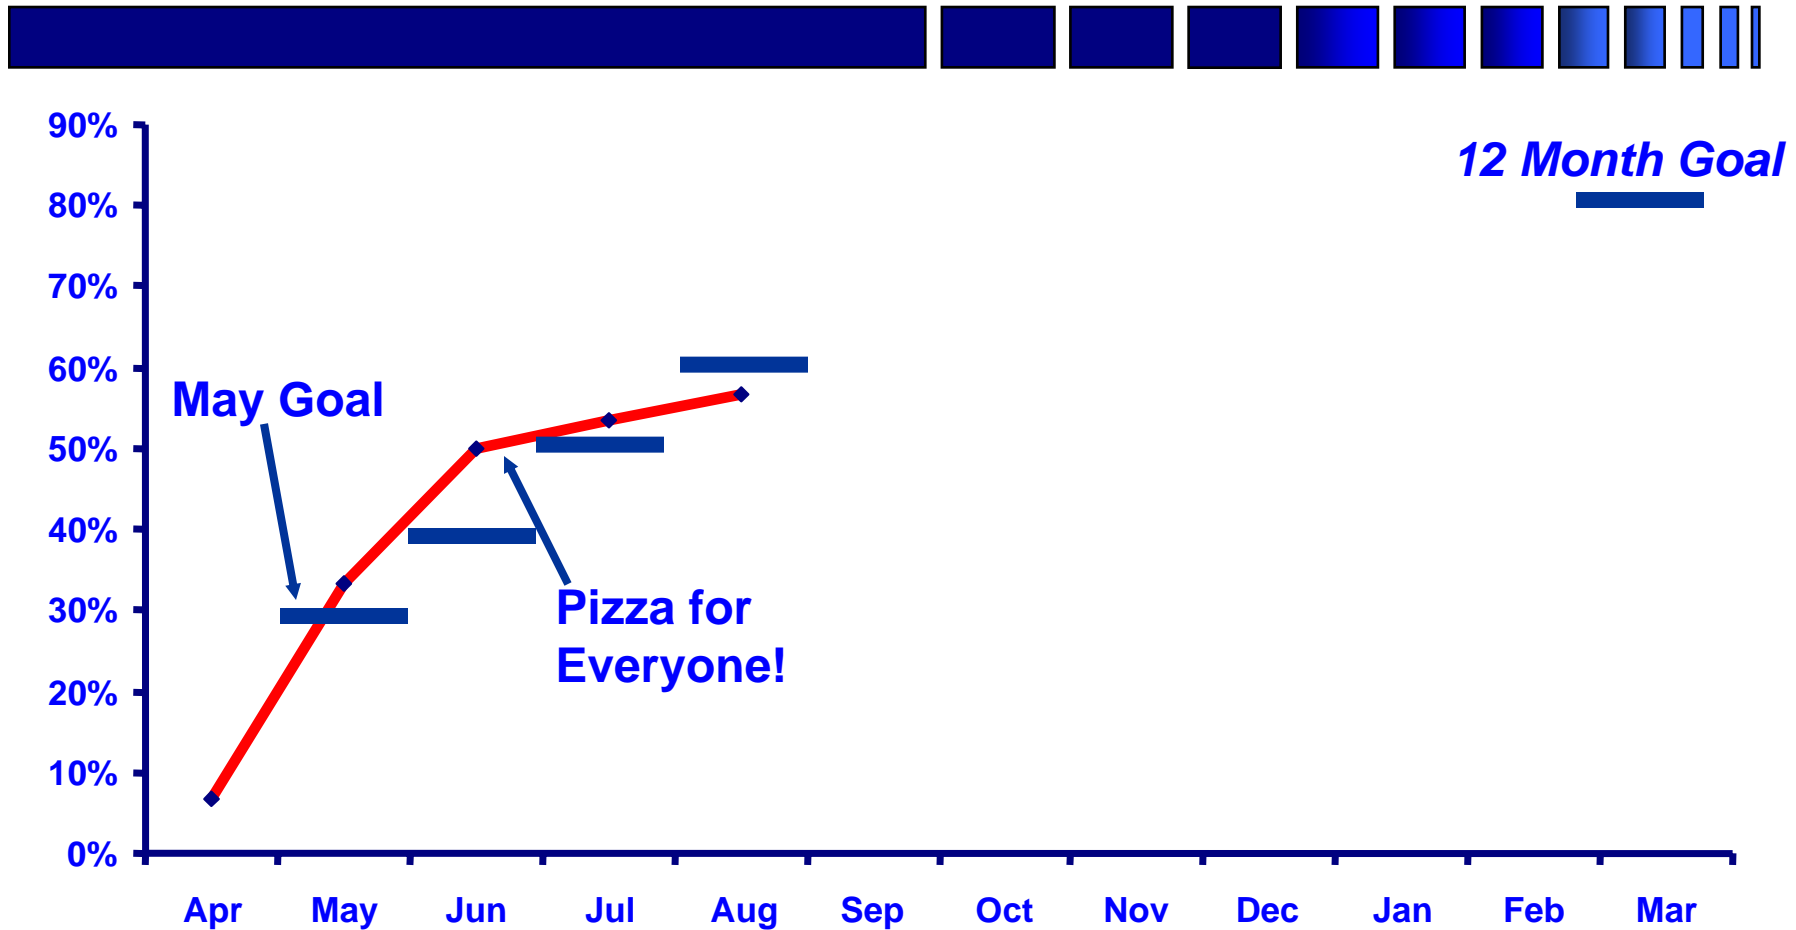 90%
12 Month Goal
80%
70%
60%
May Goal
50%
40%
30%
Pizza for
Everyone!
20%
10%
0%
Apr May Jun Jul Aug Sep Oct Nov Dec Jan Feb Mar